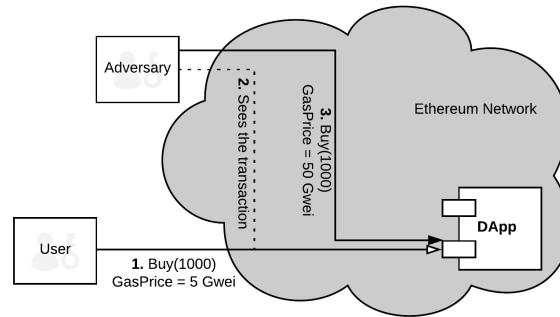 Adversary
Ethereum Network
2. Sees the transaction
3. Buy(1000)
GasPrice = 50 Gwei
DApp
User
1. Buy(1000)
GasPrice = 5 Gwei